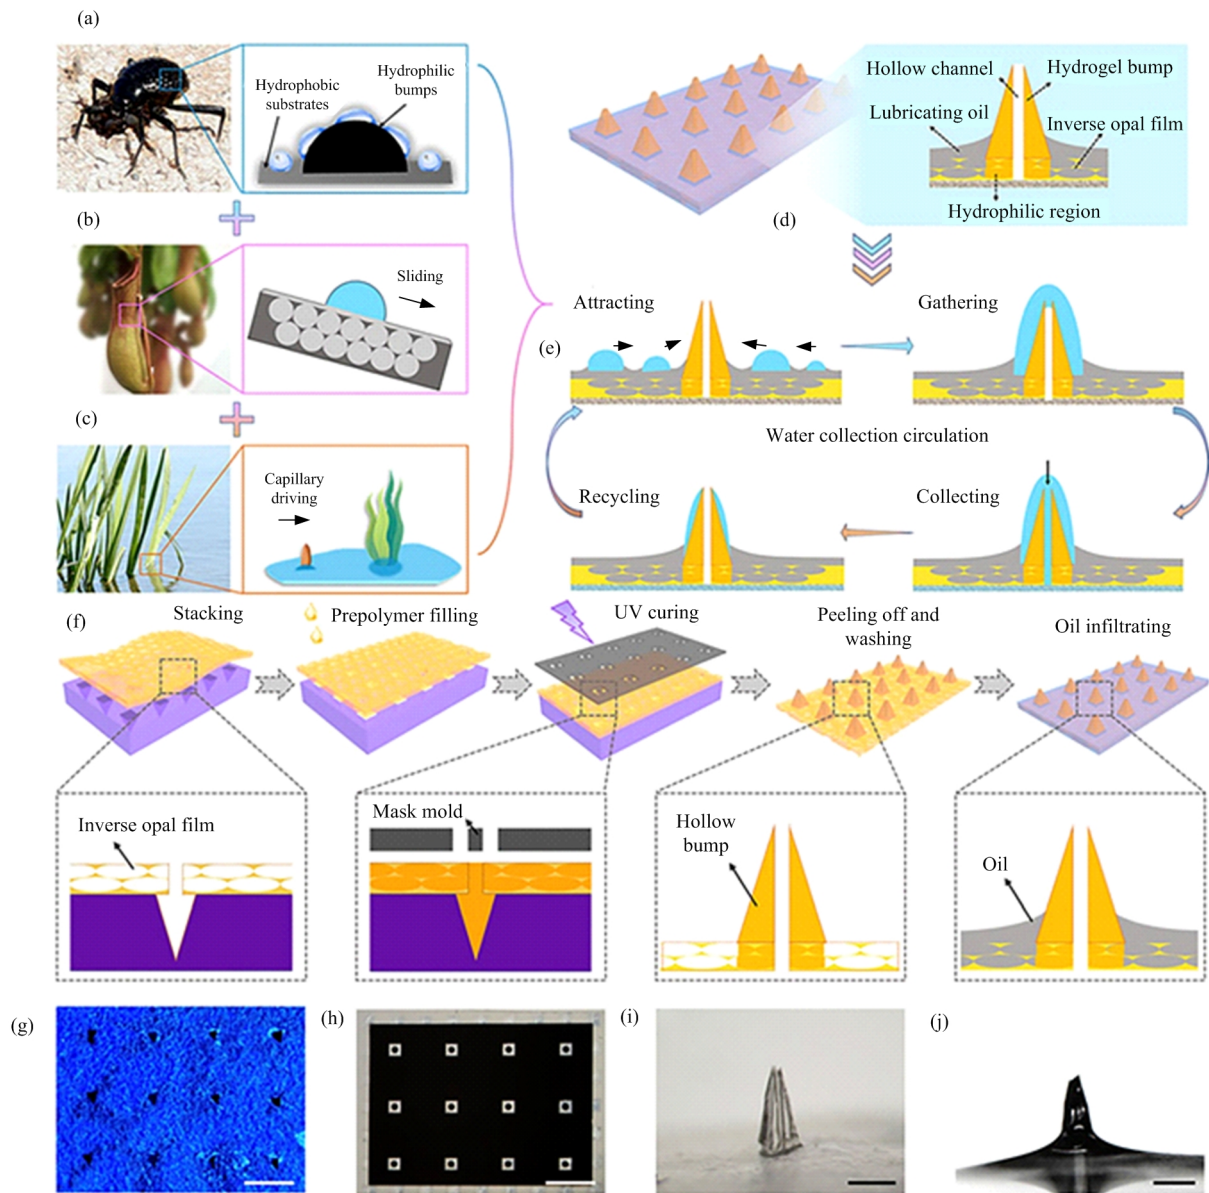 (a)
Hydrophobic
substrates
Hydrophilic
bumps
Hollow channel
Hydrogel bump
Lubricating oil
Inverse opal film
Hydrophilic region
(b)
(d)
Sliding
Attracting
Gathering
(e)
(c)
Water collection circulation
Capillary
driving
Recycling
Collecting
(f)
Stacking
Prepolymer filling
UV curing
Peeling off and
washing
Oil infiltrating
Inverse opal film
Mask mold
Hollow
bump
Oil
(g)
(h)
(i)
(j)